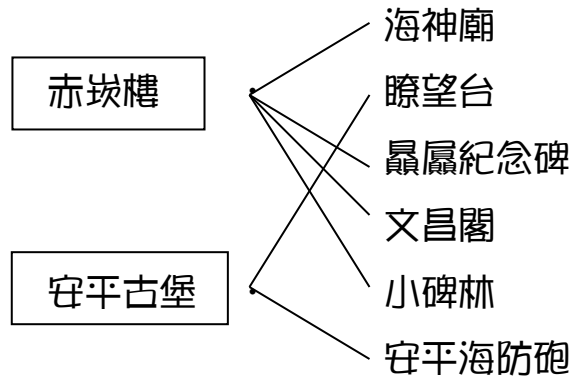 海神廟
赤崁樓
瞭望台
贔屭紀念碑
文昌閣
安平古堡
小碑林
安平海防砲